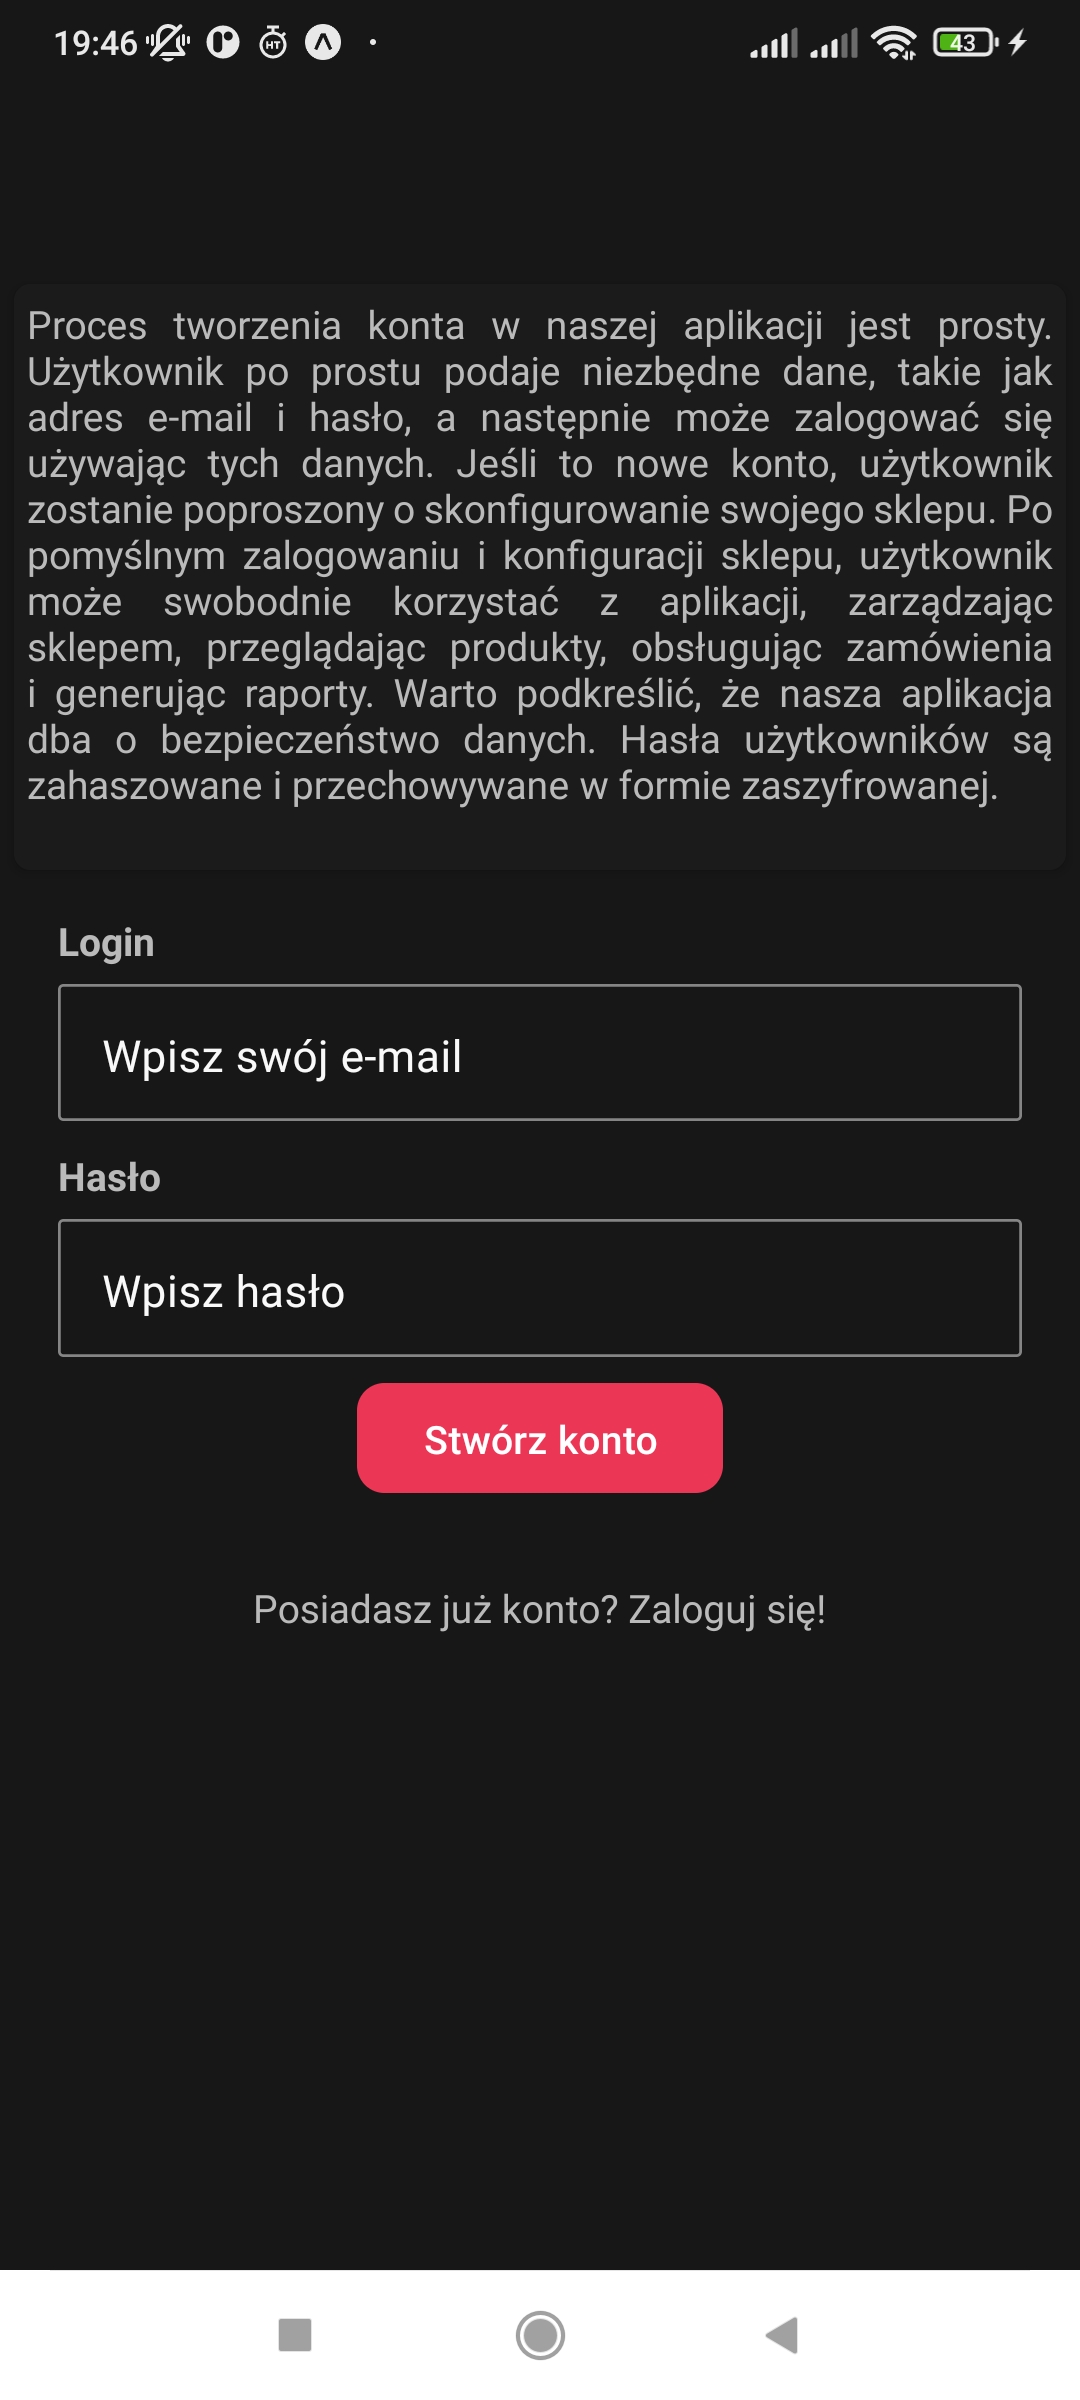 19:46
HT
43
Proces tworzenia konta w naszej aplikacji jest prosty.
Użytkownik po prostu podaje niezbędne dane, takie jak
adres e-mail i hasło, a następnie może zalogować się
używając tych danych. Jeśli to nowe konto, użytkownik
zostanie poproszony o skonfigurowanie swojego sklepu. Po
pomyślnym zalogowaniu i konfiguracji sklepu, użytkownik
może swobodnie korzystać z aplikacji, zarządzając
sklepem, przeglądając produkty, obsługując zamówienia
i generując raporty. Warto podkreślić, że nasza aplikacja
dba o bezpieczeństwo danych. Hasła użytkowników są
zahaszowane i przechowywane w formie zaszyfrowanej.
Login
Wpisz swój e-mail
Hasło
Wpisz hasło
Stwórz konto
Posiadasz już konto? Zaloguj się!